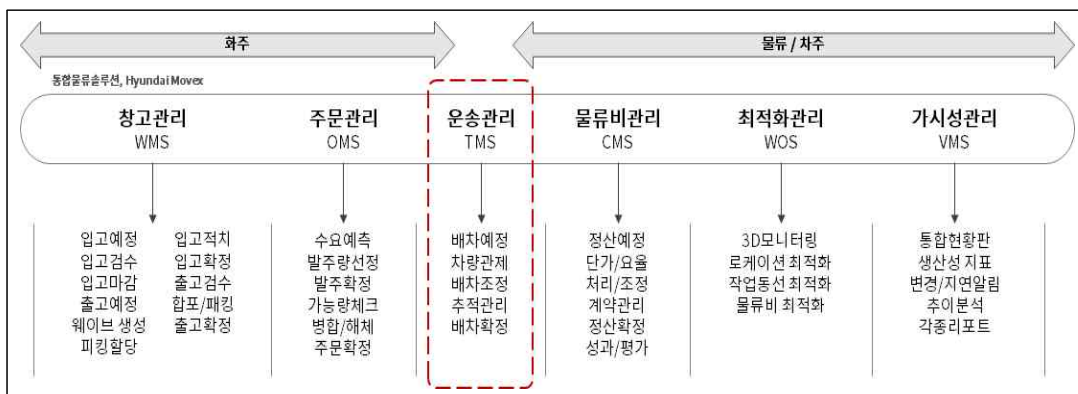 화주
물류 / 차주
통합물류솔루션, Hyundai Movex
창고관리
WMS
주문관리
OMS
운송관리
TMS
물류비관리
CMS
최적화관리
WOS
가시성관리
VMS
입고예정
입고검수
입고마감
출고예정
웨이브 생성
피킹할당
입고적치
입고확정
출고검수
합포/패킹
출고확정
수요예측
발주량선정
발주확정
가능량체크
병합/해체
주문확정
배차예정
차량관제
배차조정
추적관리
배차확정
정산예정
단가/요율
처리/조정
계약관리
정산확정
성과/평가
3D모니터링
로케이션 최적화
작업동선 최적화
물류비 최적화
통합현황판
생산성 지표
변경/지연알림
추이분석
각종리포트